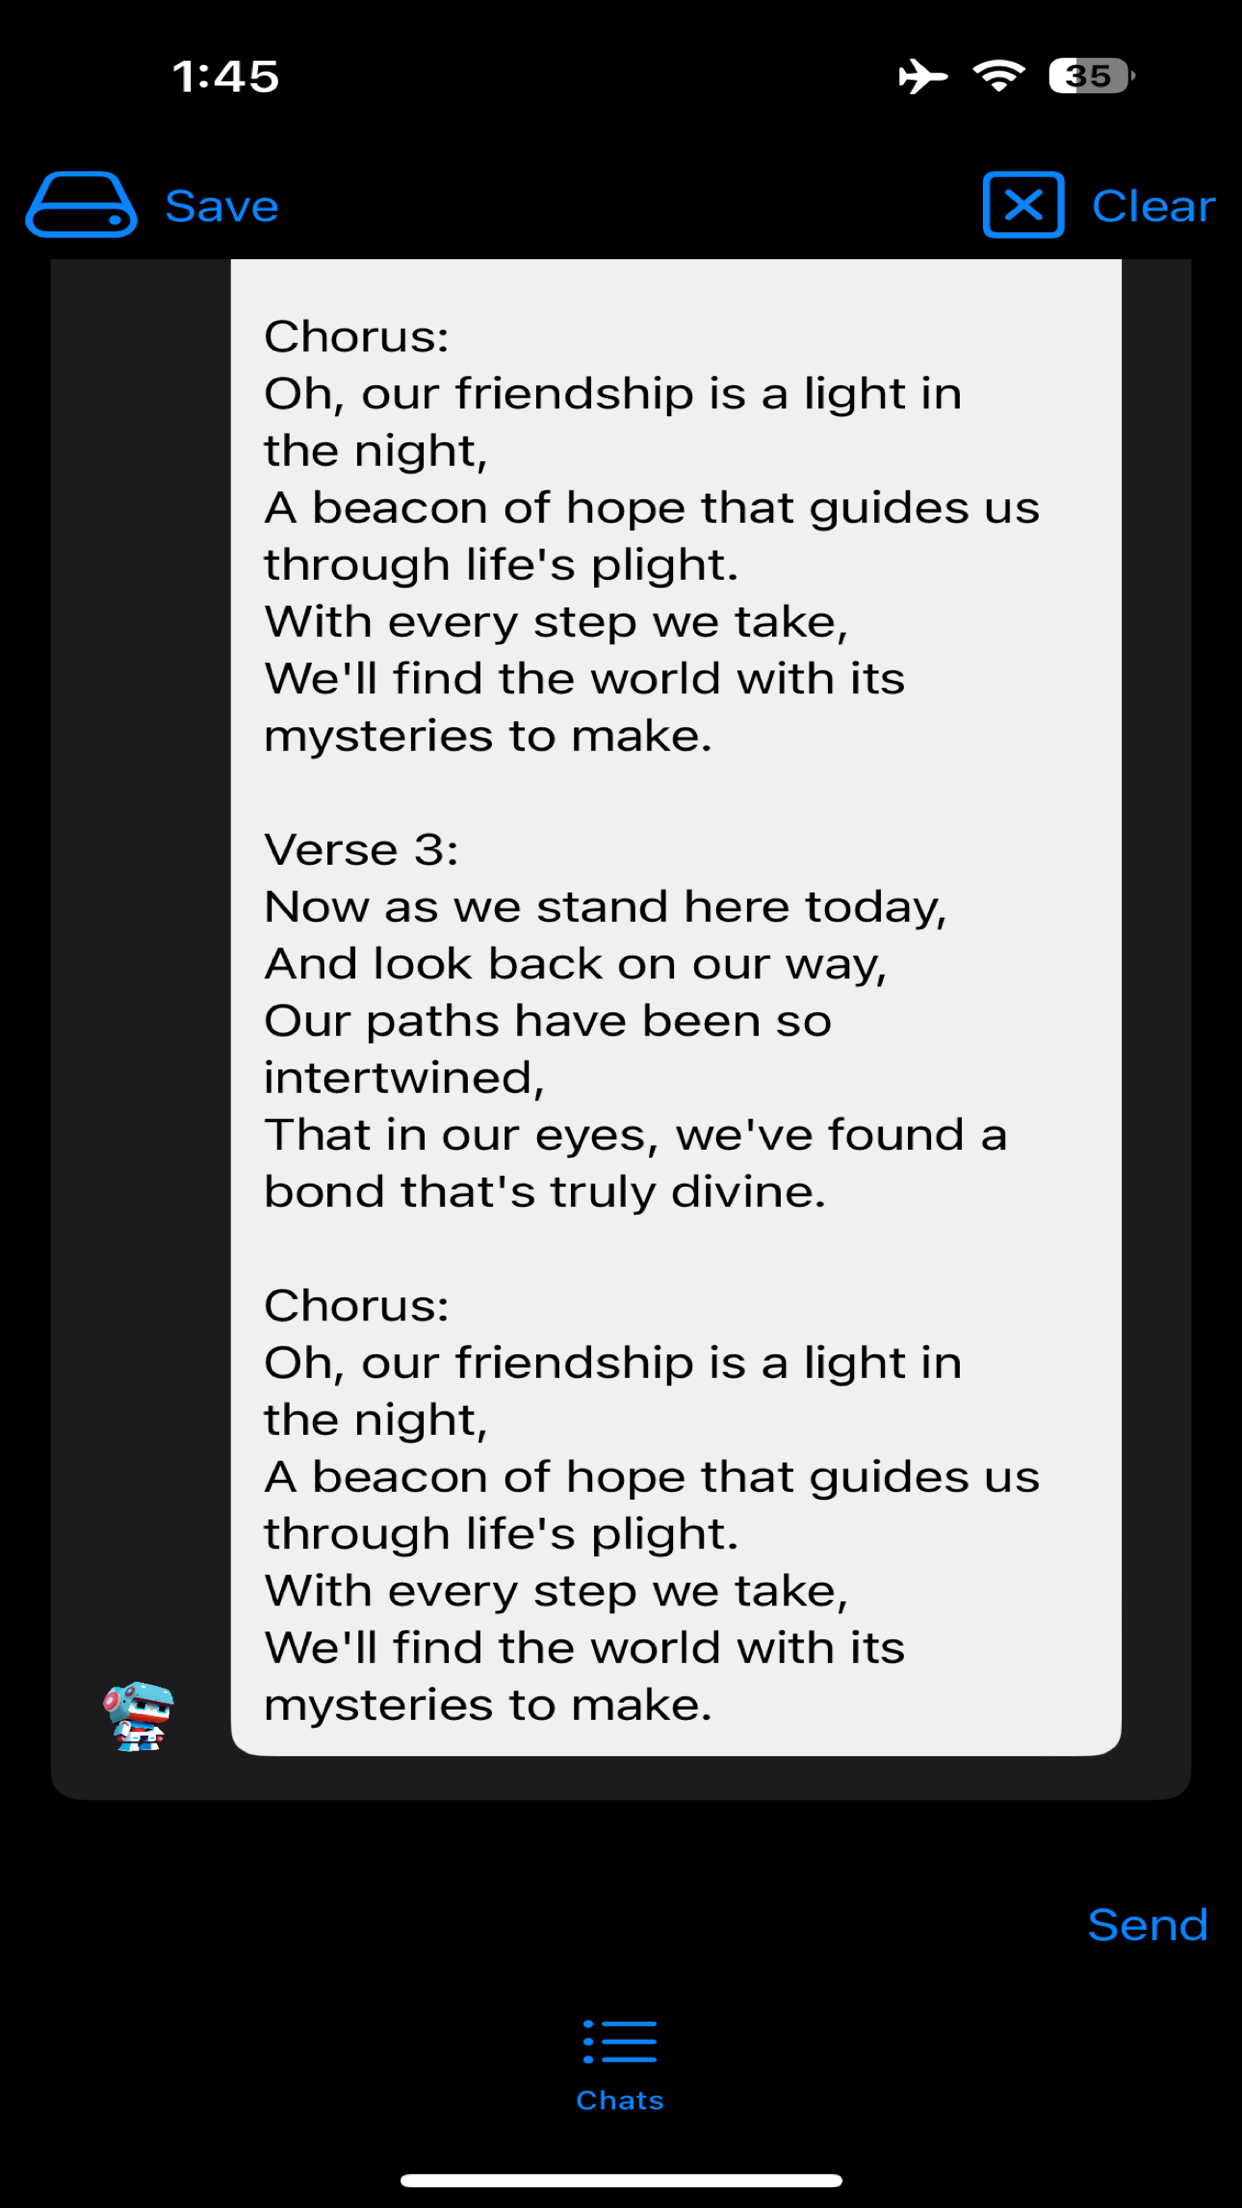 1:45
35
Save
Clear
Chorus:
Oh, our friendship is a light in
the night,
A beacon of hope that guides us
through life's plight.
With every step we take,
We'll find the world with its
mysteries to make.
Verse 3:
Now as we stand here today,
And look back on our way,
Our paths have been so
intertwined,
That in our eyes, we've found a
bond that's truly divine.
Chorus:
Oh, our friendship is a light in
the night,
A beacon of hope that guides us
through life's plight.
With every step we take,
We'll find the world with its
mysteries to make.
Send
Chats